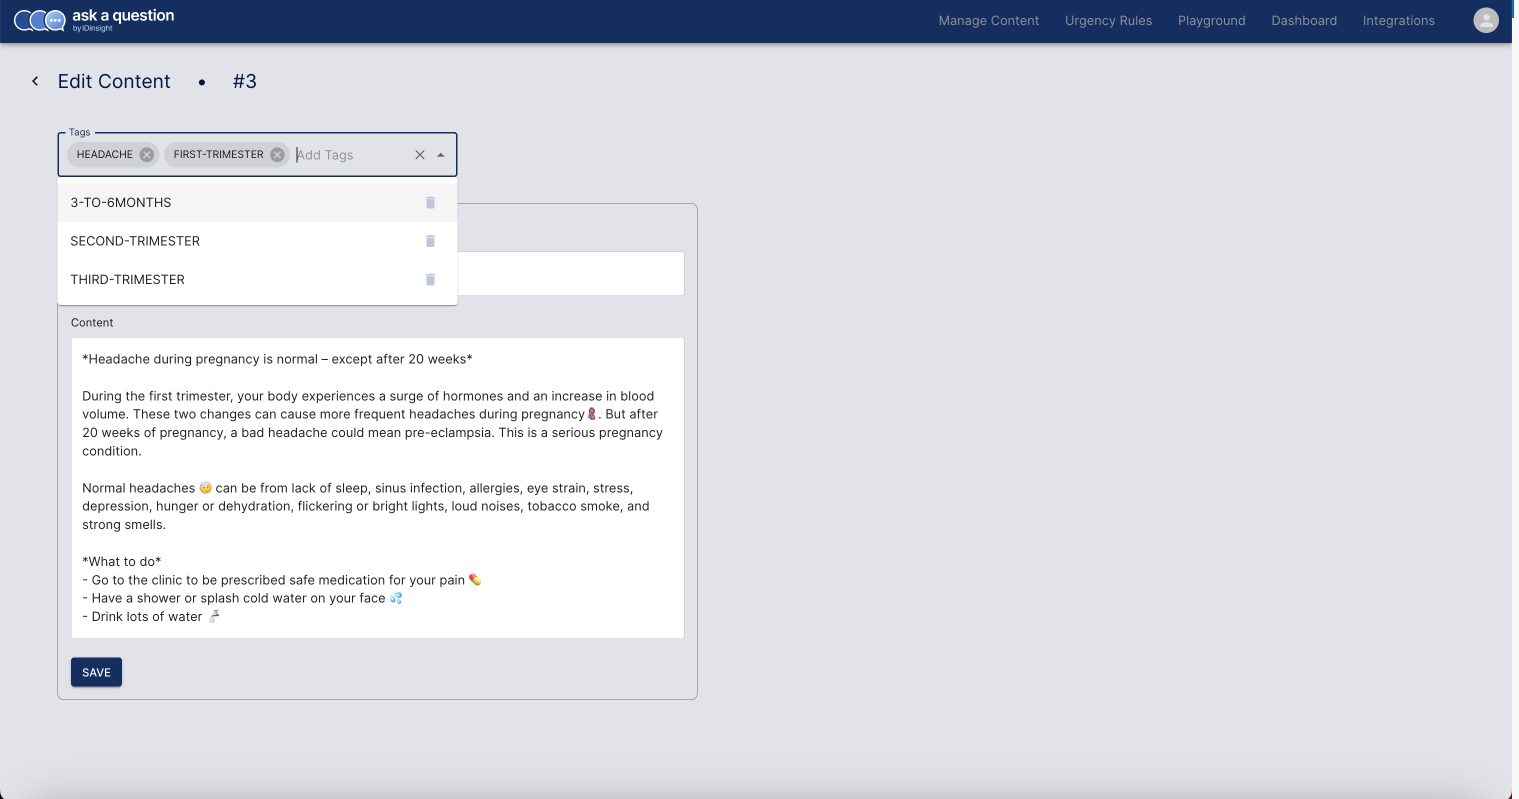 ask a question
by IDinsight
Manage Content
Urgency Rules
Playground
Dashboard
Integrations
Edit Content • #3
Tags
HEADACHE
FIRST-TRIMESTER
Add Tags
3-TO-6MONTHS
SECOND-TRIMESTER
THIRD-TRIMESTER
Content
*Headache during pregnancy is normal – except after 20 weeks*
During the first trimester, your body experiences a surge of hormones and an increase in blood
volume. These two changes can cause more frequent headaches during pregnancy🤰🏾. But after
20 weeks of pregnancy, a bad headache could mean pre-eclampsia. This is a serious pregnancy
condition.
Normal headaches 🤕 can be from lack of sleep, sinus infection, allergies, eye strain, stress,
depression, hunger or dehydration, flickering or bright lights, loud noises, tobacco smoke, and
strong smells.
*What to do*
- Go to the clinic to be prescribed safe medication for your pain 💊
- Have a shower or splash cold water on your face 💦
- Drink lots of water 🚰
SAVE